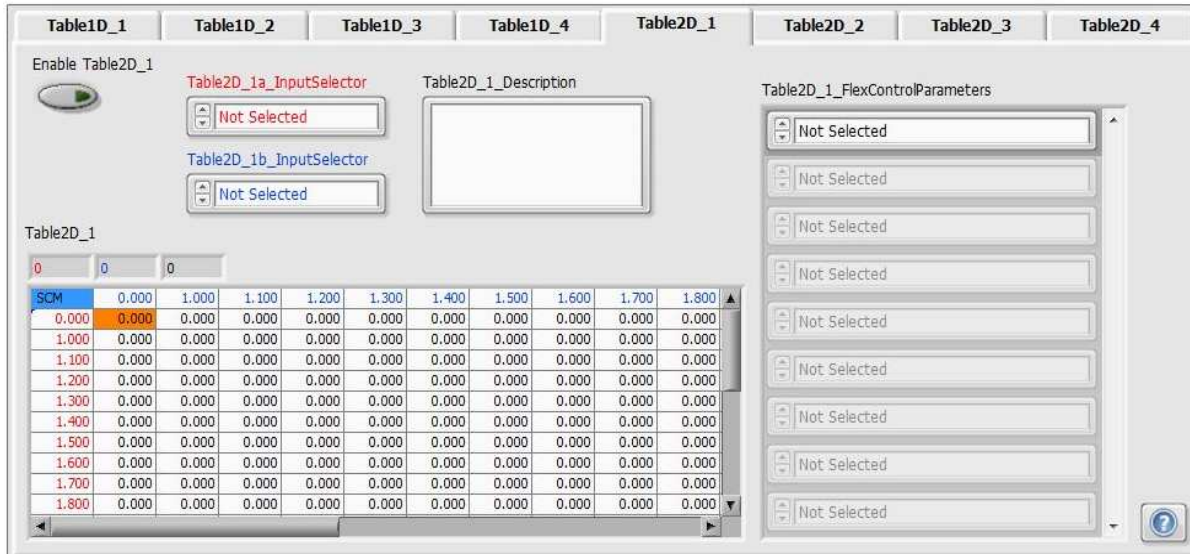 Table1D_1 Table1D_2 Table1D_3 Table1D_4 Table2D_1 Table2D_2 Table2D_3 Table2D_4
Enable Table2D_1
Table2D_1a_InputSelector
Not Selected
Table2D_1b_InputSelector
Not Selected
Table2D_1_Description
Table2D_1
0 0 0
SCM 0.000 1.000 1.100 1.200 1.300 1.400 1.500 1.600 1.700 1.800
0.000 0.000 0.000 0.000 0.000 0.000 0.000 0.000 0.000 0.000 0.000
1.000 0.000 0.000 0.000 0.000 0.000 0.000 0.000 0.000 0.000 0.000
1.100 0.000 0.000 0.000 0.000 0.000 0.000 0.000 0.000 0.000 0.000
1.200 0.000 0.000 0.000 0.000 0.000 0.000 0.000 0.000 0.000 0.000
1.300 0.000 0.000 0.000 0.000 0.000 0.000 0.000 0.000 0.000 0.000
1.400 0.000 0.000 0.000 0.000 0.000 0.000 0.000 0.000 0.000 0.000
1.500 0.000 0.000 0.000 0.000 0.000 0.000 0.000 0.000 0.000 0.000
1.600 0.000 0.000 0.000 0.000 0.000 0.000 0.000 0.000 0.000 0.000
1.700 0.000 0.000 0.000 0.000 0.000 0.000 0.000 0.000 0.000 0.000
1.800 0.000 0.000 0.000 0.000 0.000 0.000 0.000 0.000 0.000 0.000
Table2D_1_FlexControlParameters
Not Selected
Not Selected
Not Selected
Not Selected
Not Selected
Not Selected
Not Selected
Not Selected
Not Selected
?